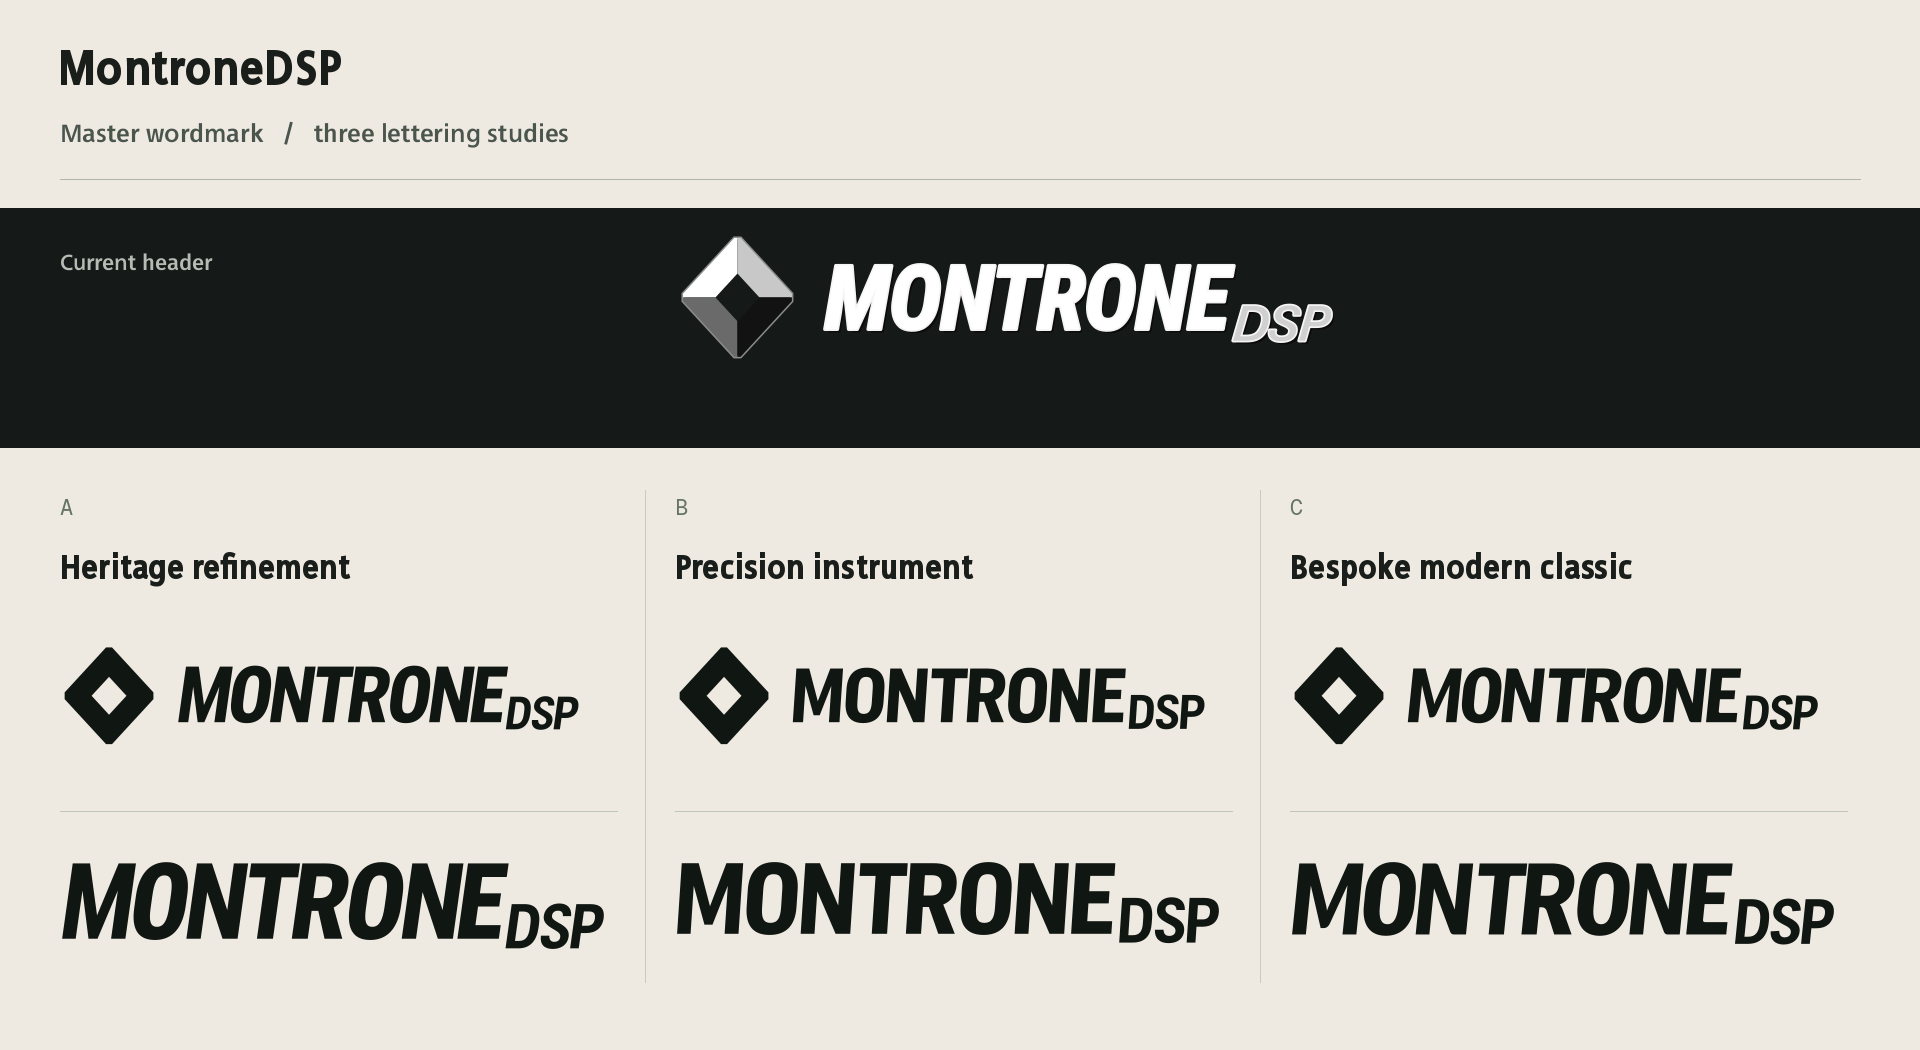 MontroneDSP
Master wordmark / three lettering studies
Current header
MONTRONE DSP
A
Heritage refinement
MONTRONE DSP
MONTRONE DSP
B
Precision instrument
MONTRONE DSP
MONTRONE DSP
C
Bespoke modern classic
MONTRONE DSP
MONTRONE DSP